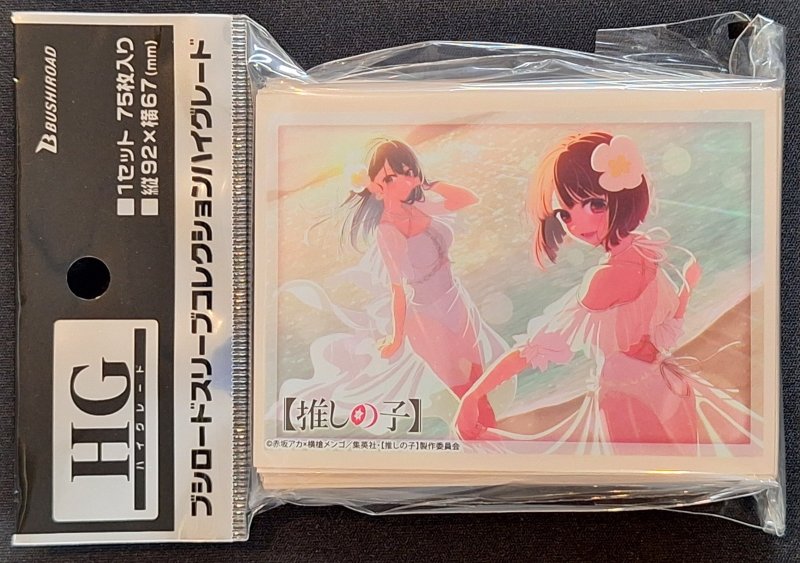 BUSHIROAD
■1セット 75枚入り
■縦92×横67(mm)
HG
ハイグレード
ブシロードスリーブコレクションハイグレード
【推しの子】
©赤坂アカ×横槍メンゴ/集英社・【推しの子】製作委員会